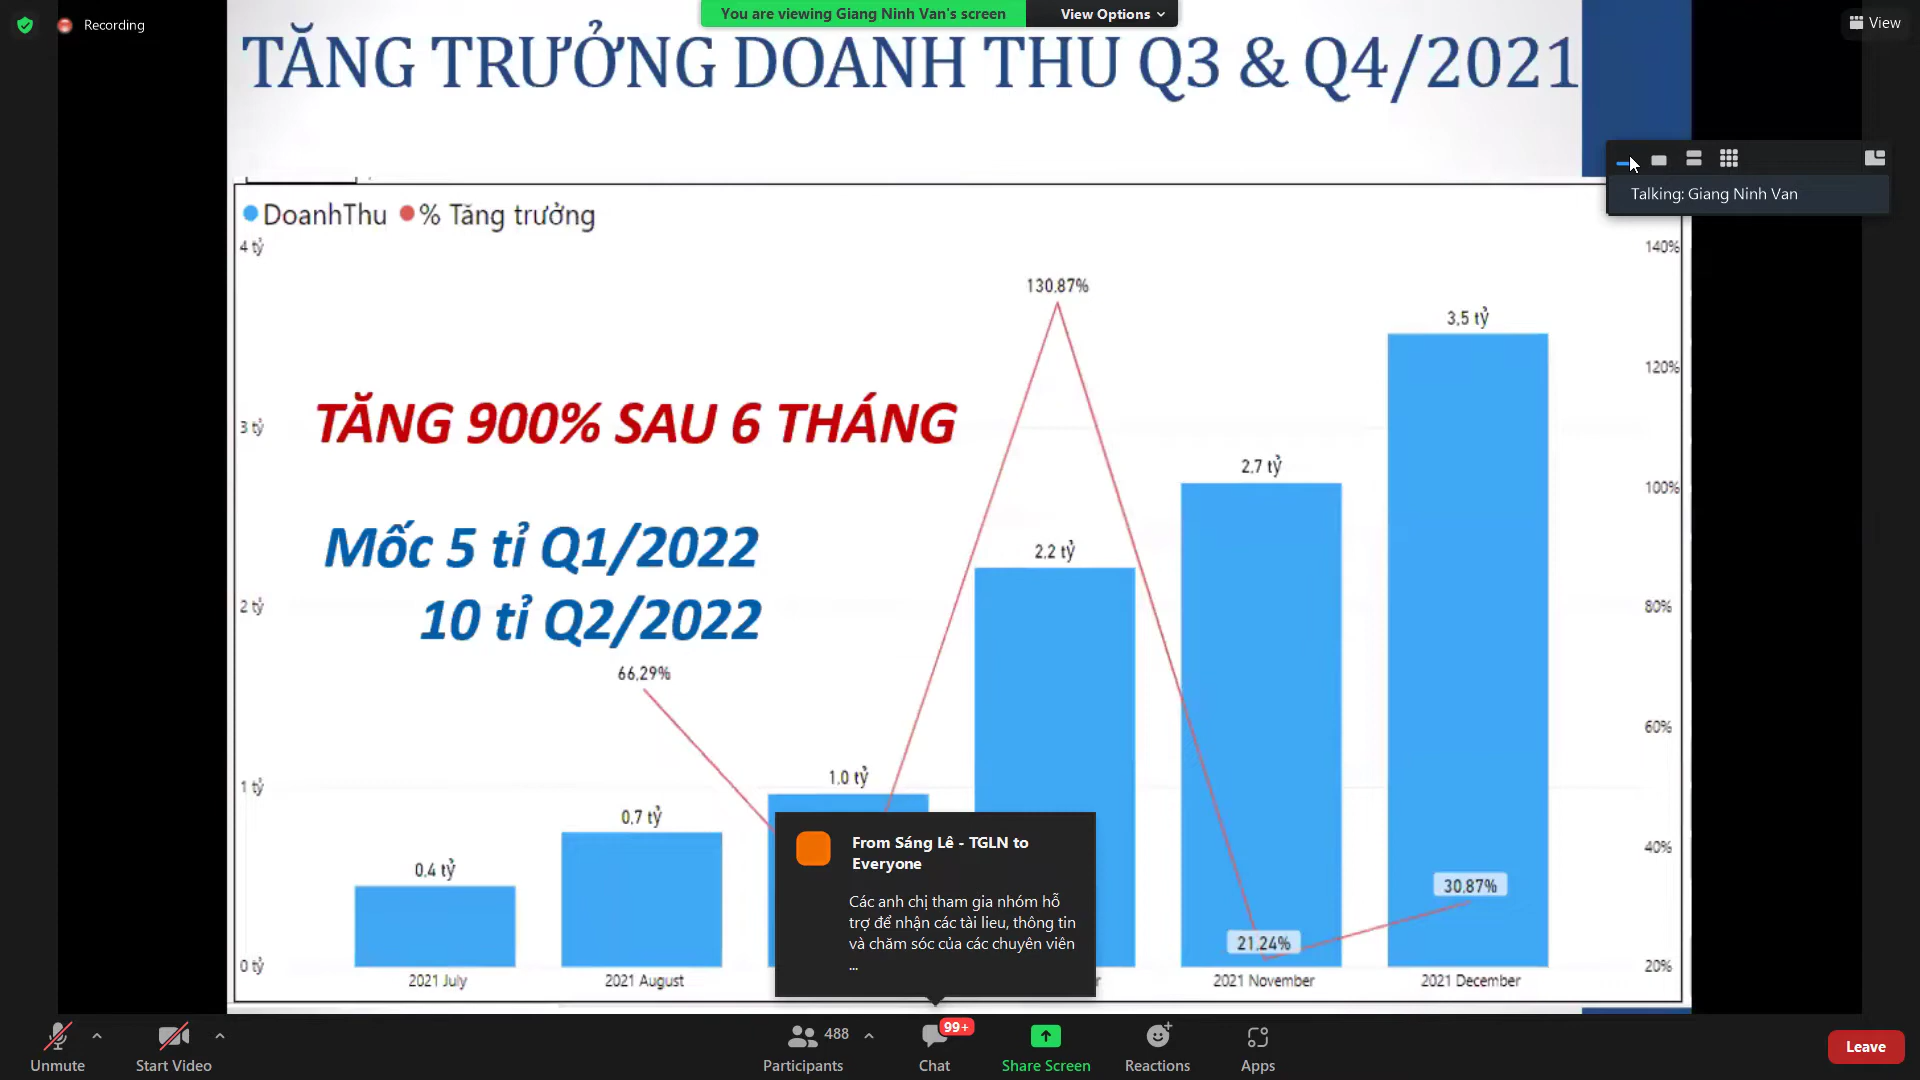 Recording
You are viewing Giang Ninh Van's screen
View Options
View
TĂNG TRƯỞNG DOANH THU Q3 & Q4/2021
Talking: Giang Ninh Van
DoanhThu % Tăng trưởng
4 tỷ
140%
130,87%
3,5 tỷ
120%
TĂNG 900% SAU 6 THÁNG
3 tỷ
2,7 tỷ
100%
Mốc 5 tỉ Q1/2022
2,2 tỷ
2 tỷ
10 tỉ Q2/2022
80%
66,29%
60%
1 tỷ
1,0 tỷ
0,7 tỷ
40%
0,4 tỷ
30,87%
21,24%
0 tỷ
20%
2021 July
2021 August
2021 November
2021 December
From Sáng Lê - TGLN to
Everyone
Các anh chị tham gia nhóm hỗ
trợ để nhận các tài lieu, thông tin
và chăm sóc của các chuyên viên
...
Unmute
Start Video
488
Participants
99+
Chat
Share Screen
Reactions
Apps
Leave